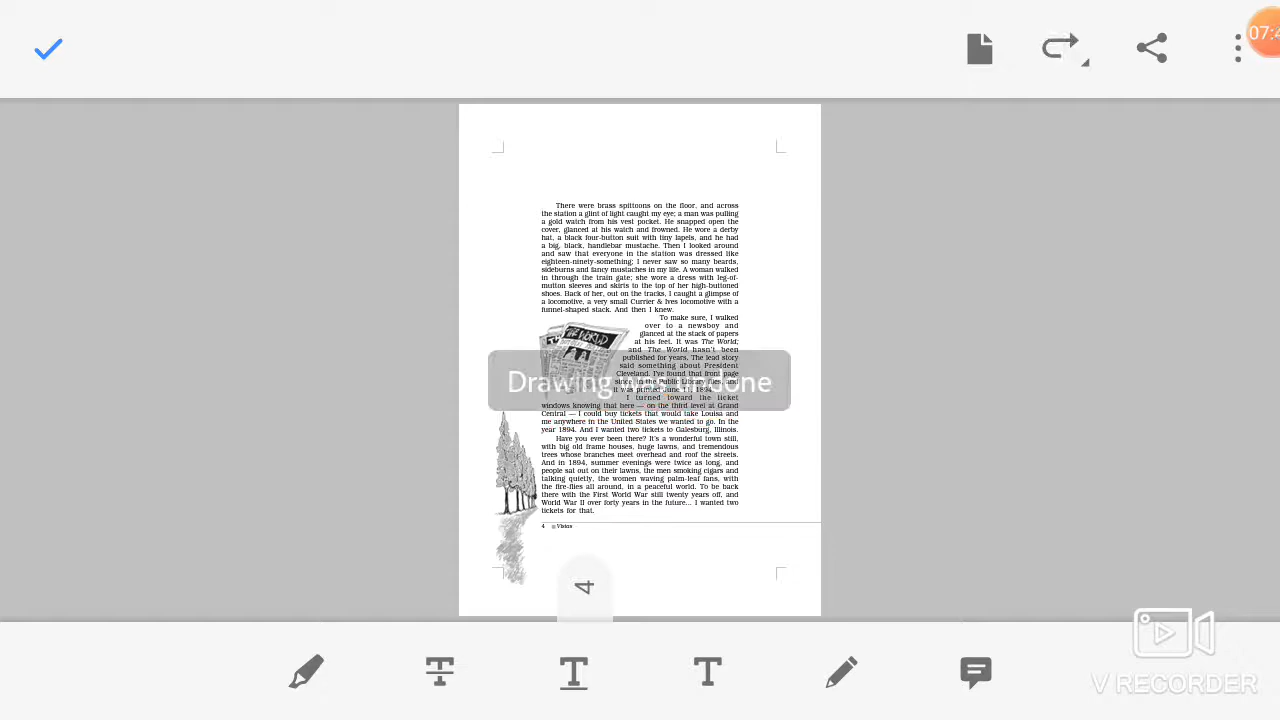 07:4
There were brass spittoons on the floor, and across
the station a glint of light caught my eye; a man was pulling
a gold watch from his vest pocket. He snapped open the
cover, glanced at his watch and frowned. He wore a derby
hat, a black four-button suit with tiny lapels, and he had
a big, black, handlebar mustache. Then I looked around
and saw that everyone in the station was dressed like
eighteen-ninety-something; I never saw so many beards,
sideburns and fancy mustaches in my life. A woman walked
in through the train gate; she wore a dress with leg-of-
mutton sleeves and skirts to the top of her high-buttoned
shoes. Back of her, out on the tracks, I caught a glimpse of
a locomotive, a very small Currier & Ives locomotive with a
funnel-shaped stack. And then I knew.
To make sure, I walked
over to a newsboy and
glanced at the stack of papers
at his feet. It was The World;
and The World hasn't been
published for years. The lead story
said something about President
Cleveland. I've found that front page
since, in the Public Library files, and
it was printed June 11, 1894.
I turned toward the ticket
windows knowing that here — on the third level at Grand
Central — I could buy tickets that would take Louisa and
me anywhere in the United States we wanted to go. In the
year 1894. And I wanted two tickets to Galesburg, Illinois.
Have you ever been there? It's a wonderful town still,
with big old frame houses, huge lawns, and tremendous
trees whose branches meet overhead and roof the streets.
And in 1894, summer evenings were twice as long, and
people sat out on their lawns, the men smoking cigars and
talking quietly, the women waving palm-leaf fans, with
the fire-flies all around, in a peaceful world. To be back
there with the First World War still twenty years off, and
World War II over forty years in the future... I wanted two
tickets for that.
THE WORLD
Drawing was undone
4 Vistas
4
V RECORDER